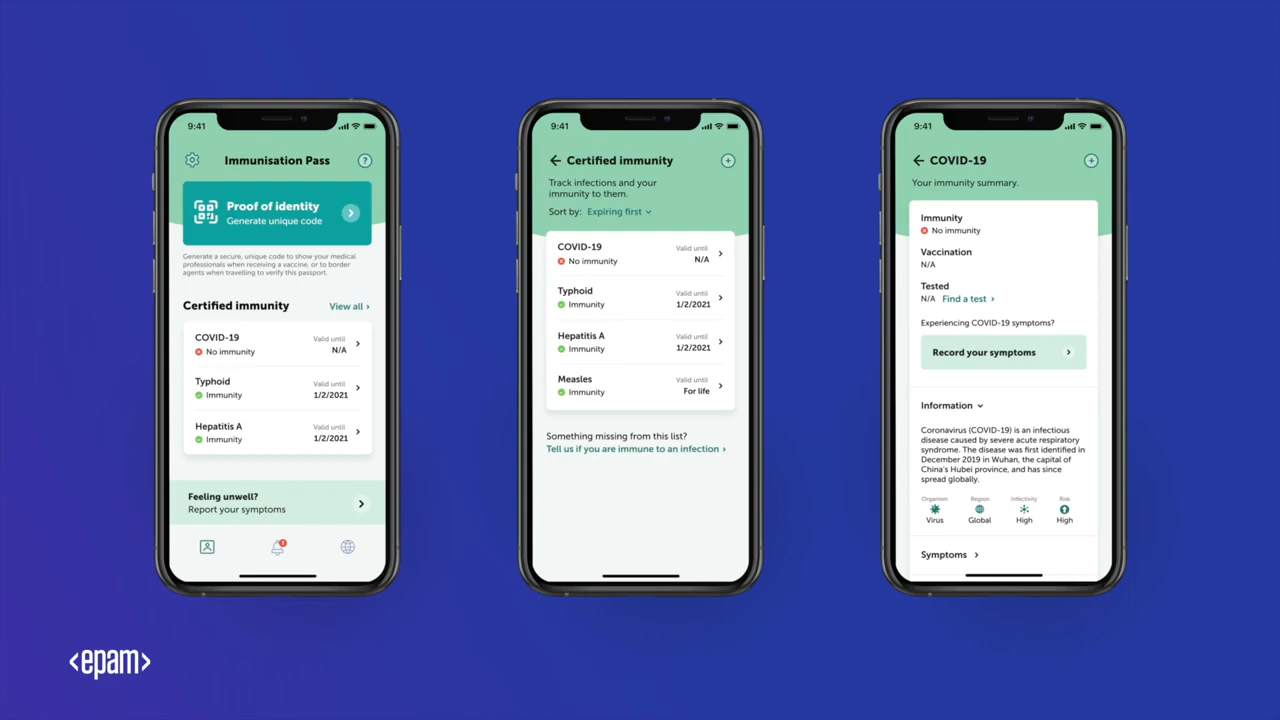 9:41
Immunisation Pass
?
Proof of identity
Generate unique code
Generate a secure, unique code to show your medical
professionals when receiving a vaccine, or to border
agents when travelling to verify this passport.
Certified immunity
View all ›
COVID-19
No immunity
Valid until
N/A
Typhoid
Immunity
Valid until
1/2/2021
Hepatitis A
Immunity
Valid until
1/2/2021
Feeling unwell?
Report your symptoms
9:41
Certified immunity
Track infections and your
immunity to them.
Sort by: Expiring first
COVID-19
No immunity
Valid until
N/A
Typhoid
Immunity
Valid until
1/2/2021
Hepatitis A
Immunity
Valid until
1/2/2021
Measles
Immunity
Valid until
For life
Something missing from this list?
Tell us if you are immune to an infection ›
9:41
COVID-19
Your immunity summary.
Immunity
No immunity
Vaccination
N/A
Tested
N/A Find a test ›
Experiencing COVID-19 symptoms?
Record your symptoms
Information
Coronavirus (COVID-19) is an infectious
disease caused by severe acute respiratory
syndrome. The disease was first identified in
December 2019 in Wuhan, the capital of
China's Hubei province, and has since
spread globally.
Organism
Virus
Region
Global
Infectivity
High
Risk
High
Symptoms
<epam>